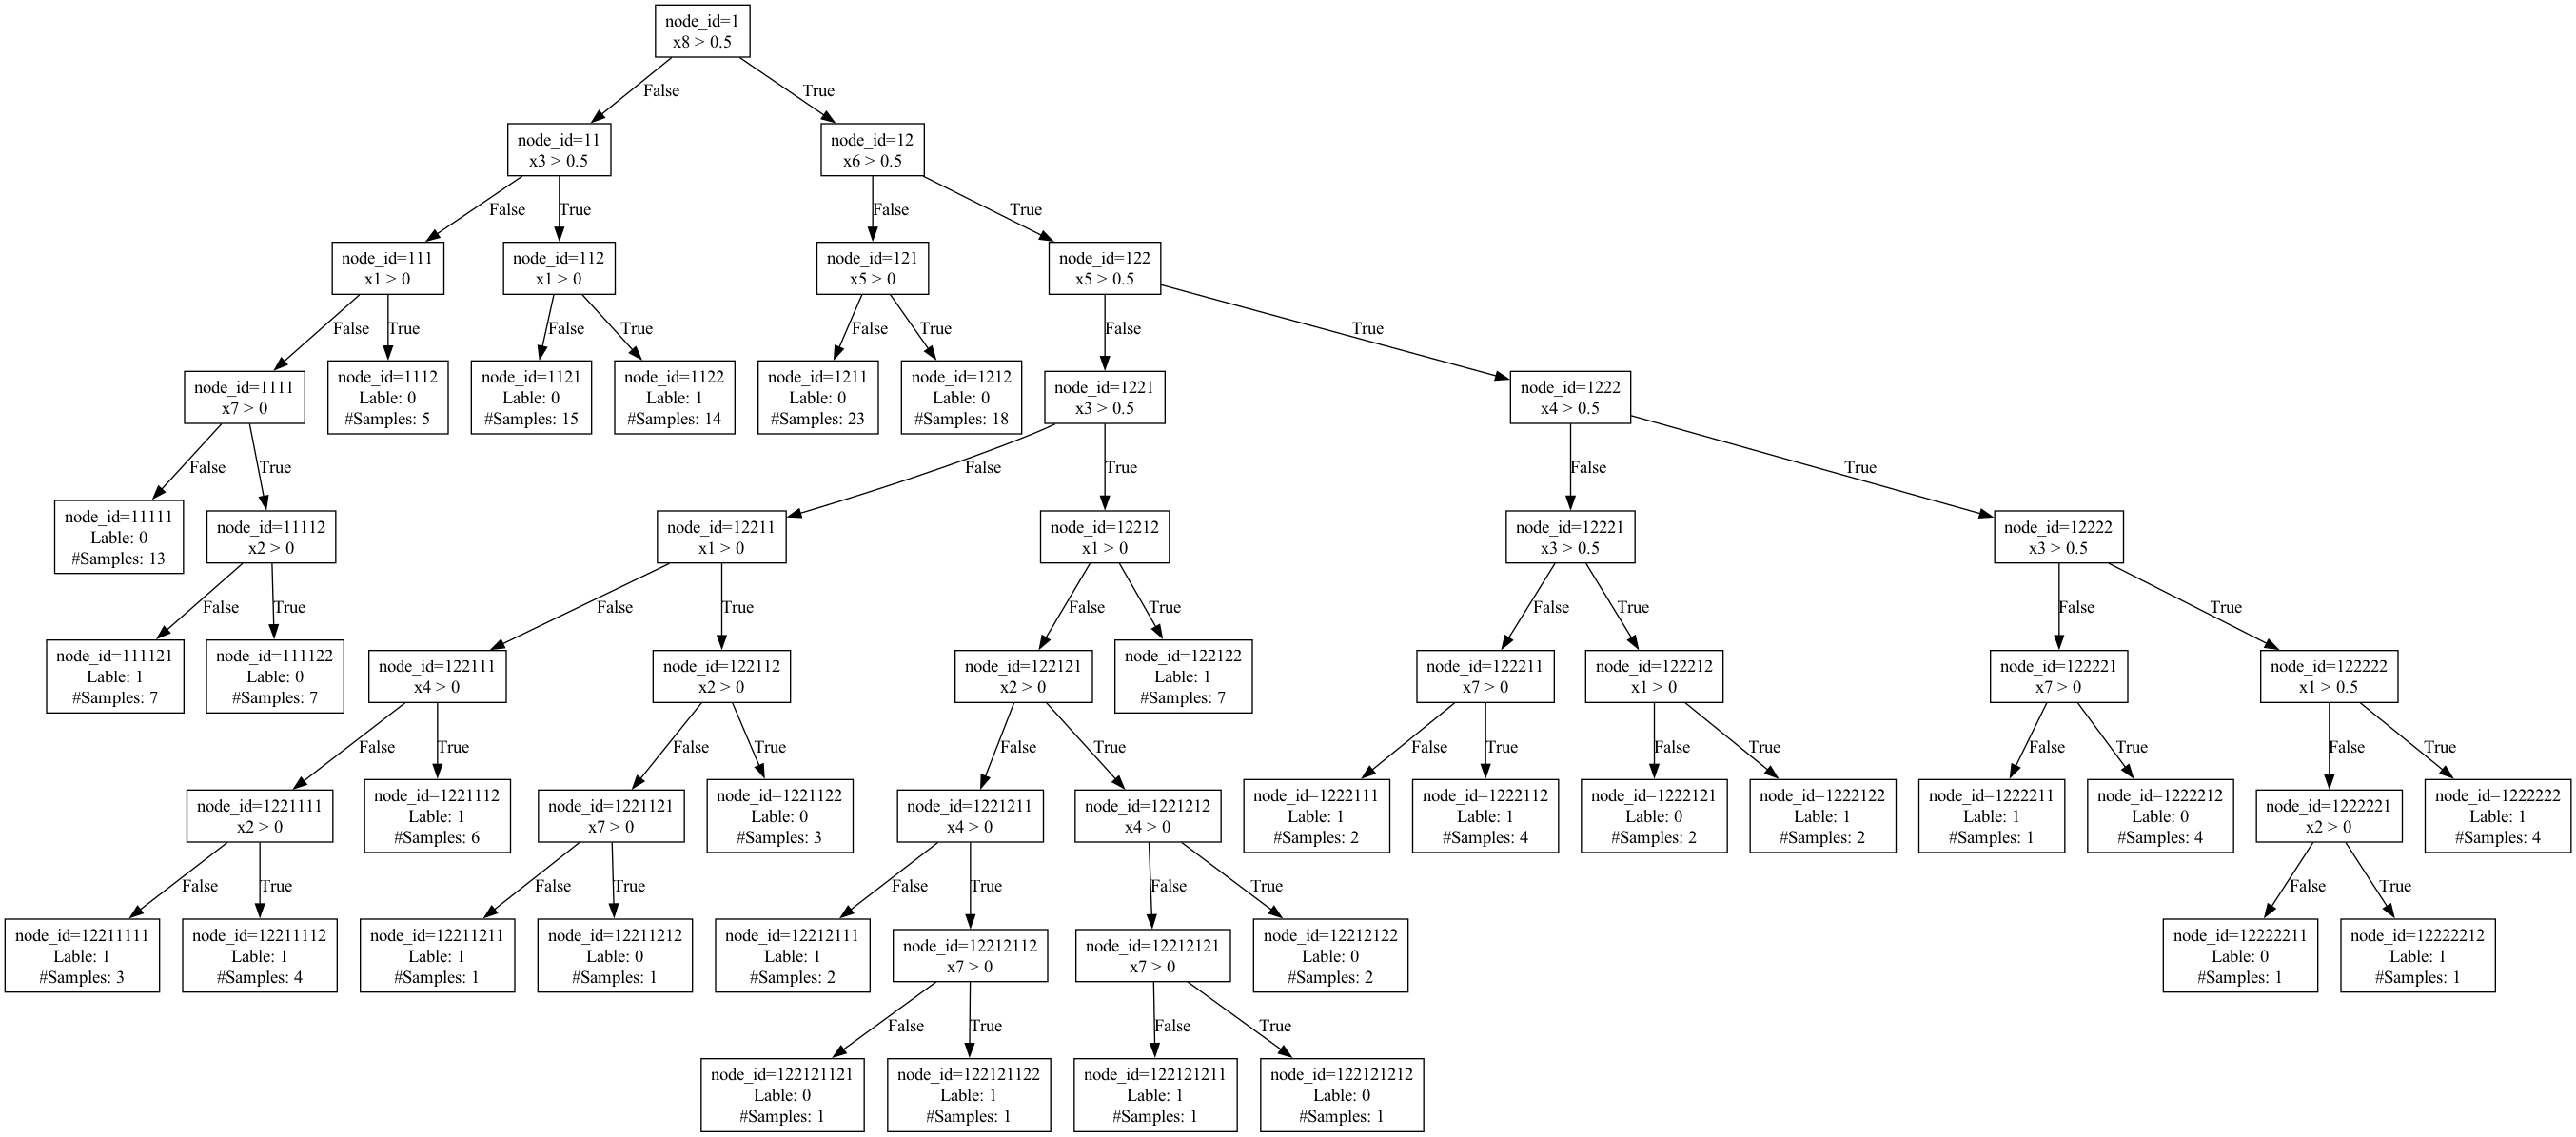 node_id=1
x8 > 0.5
False
True
node_id=11
x3 > 0.5
node_id=12
x6 > 0.5
False
True
False
True
node_id=111
x1 > 0
node_id=112
x1 > 0
node_id=121
x5 > 0
node_id=122
x5 > 0.5
False
True
False
True
False
True
False
True
node_id=1111
x7 > 0
node_id=1112
Lable: 0
#Samples: 5
node_id=1121
Lable: 0
#Samples: 15
node_id=1122
Lable: 1
#Samples: 14
node_id=1211
Lable: 0
#Samples: 23
node_id=1212
Lable: 0
#Samples: 18
node_id=1221
x3 > 0.5
node_id=1222
x4 > 0.5
False
True
False
True
False
True
node_id=11111
Lable: 0
#Samples: 13
node_id=11112
x2 > 0
node_id=12211
x1 > 0
node_id=12212
x1 > 0
node_id=12221
x3 > 0.5
node_id=12222
x3 > 0.5
False
True
False
True
False
True
False
True
False
True
node_id=111121
Lable: 1
#Samples: 7
node_id=111122
Lable: 0
#Samples: 7
node_id=122111
x4 > 0
node_id=122112
x2 > 0
node_id=122121
x2 > 0
node_id=122122
Lable: 1
#Samples: 7
node_id=122211
x7 > 0
node_id=122212
x1 > 0
node_id=122221
x7 > 0
node_id=122222
x1 > 0.5
False
True
False
True
False
True
False
True
False
True
False
True
False
True
node_id=1221111
x2 > 0
node_id=1221112
Lable: 1
#Samples: 6
node_id=1221121
x7 > 0
node_id=1221122
Lable: 0
#Samples: 3
node_id=1221211
x4 > 0
node_id=1221212
x4 > 0
node_id=1222111
Lable: 1
#Samples: 2
node_id=1222112
Lable: 1
#Samples: 4
node_id=1222121
Lable: 0
#Samples: 2
node_id=1222122
Lable: 1
#Samples: 2
node_id=1222211
Lable: 1
#Samples: 1
node_id=1222212
Lable: 0
#Samples: 4
node_id=1222221
x2 > 0
node_id=1222222
Lable: 1
#Samples: 4
False
True
False
True
False
True
False
True
False
True
node_id=12211111
Lable: 1
#Samples: 3
node_id=12211112
Lable: 1
#Samples: 4
node_id=12211211
Lable: 1
#Samples: 1
node_id=12211212
Lable: 0
#Samples: 1
node_id=12212111
Lable: 1
#Samples: 2
node_id=12212112
x7 > 0
node_id=12212121
x7 > 0
node_id=12212122
Lable: 0
#Samples: 2
node_id=12222211
Lable: 0
#Samples: 1
node_id=12222212
Lable: 1
#Samples: 1
False
True
False
True
node_id=122121121
Lable: 0
#Samples: 1
node_id=122121122
Lable: 1
#Samples: 1
node_id=122121211
Lable: 1
#Samples: 1
node_id=122121212
Lable: 0
#Samples: 1